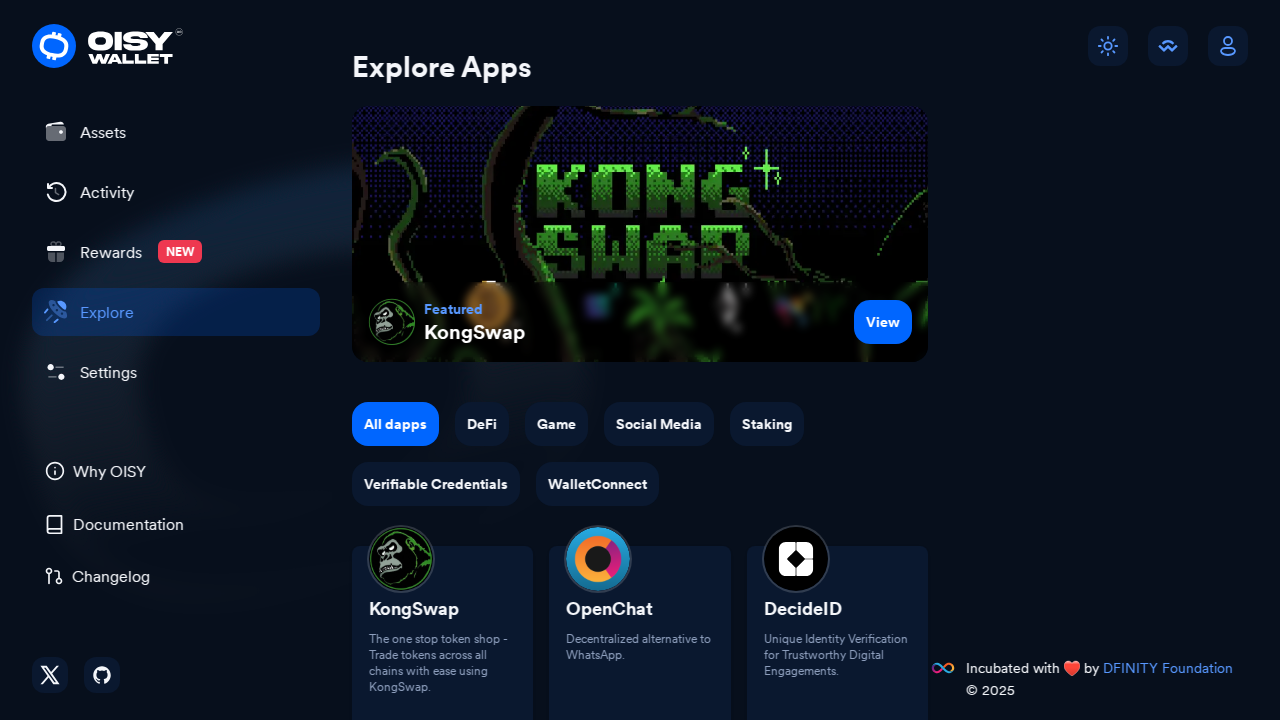 OISY
WALLET
Explore Apps
Assets
Activity
Rewards NEW
Explore
Settings
Why OISY
Documentation
Changelog
KONG
SWAP
Featured
KongSwap
View
All dapps
DeFi
Game
Social Media
Staking
Verifiable Credentials
WalletConnect
KongSwap
The one stop token shop -
Trade tokens across all
chains with ease using
KongSwap.
OpenChat
Decentralized alternative to
WhatsApp.
DecideID
Unique Identity Verification
for Trustworthy Digital
Engagements.
Incubated with ❤️ by DFINITY Foundation
© 2025